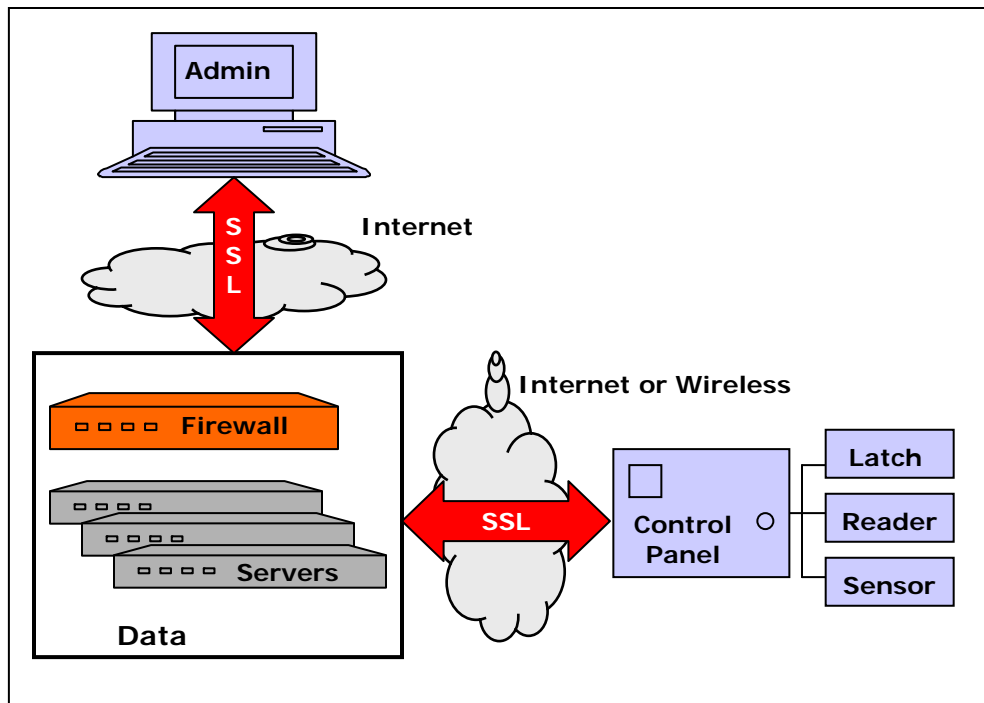 Admin
S
S
L
Internet
Firewall
Servers
Data
Internet or Wireless
SSL
Control
Panel
Latch
Reader
Sensor